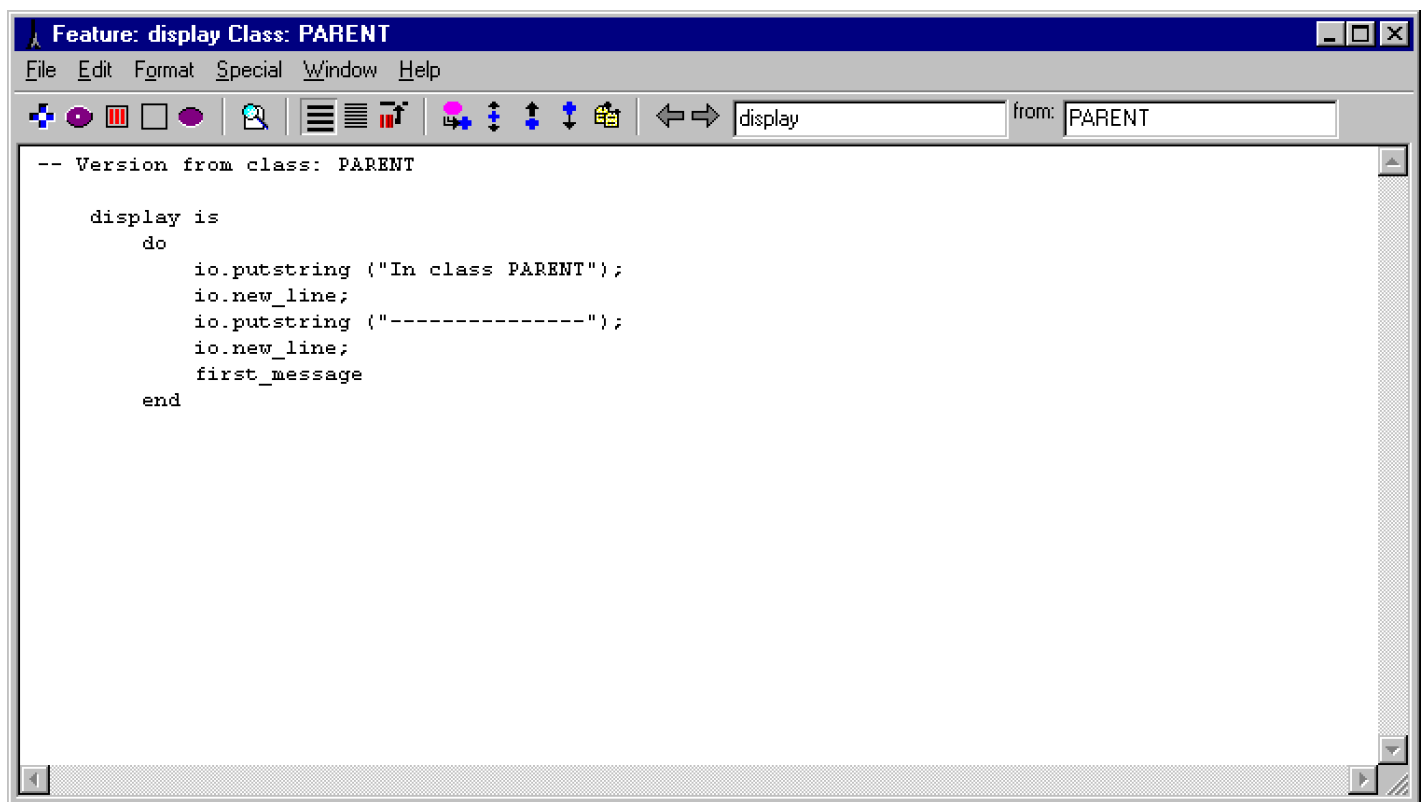 Feature: display Class: PARENT
File Edit Format Special Window Help
display from: PARENT
-- Version from class: PARENT
display is
do
io.putstring ("In class PARENT");
io.new_line;
io.putstring ("---------------");
io.new_line;
first_message
end